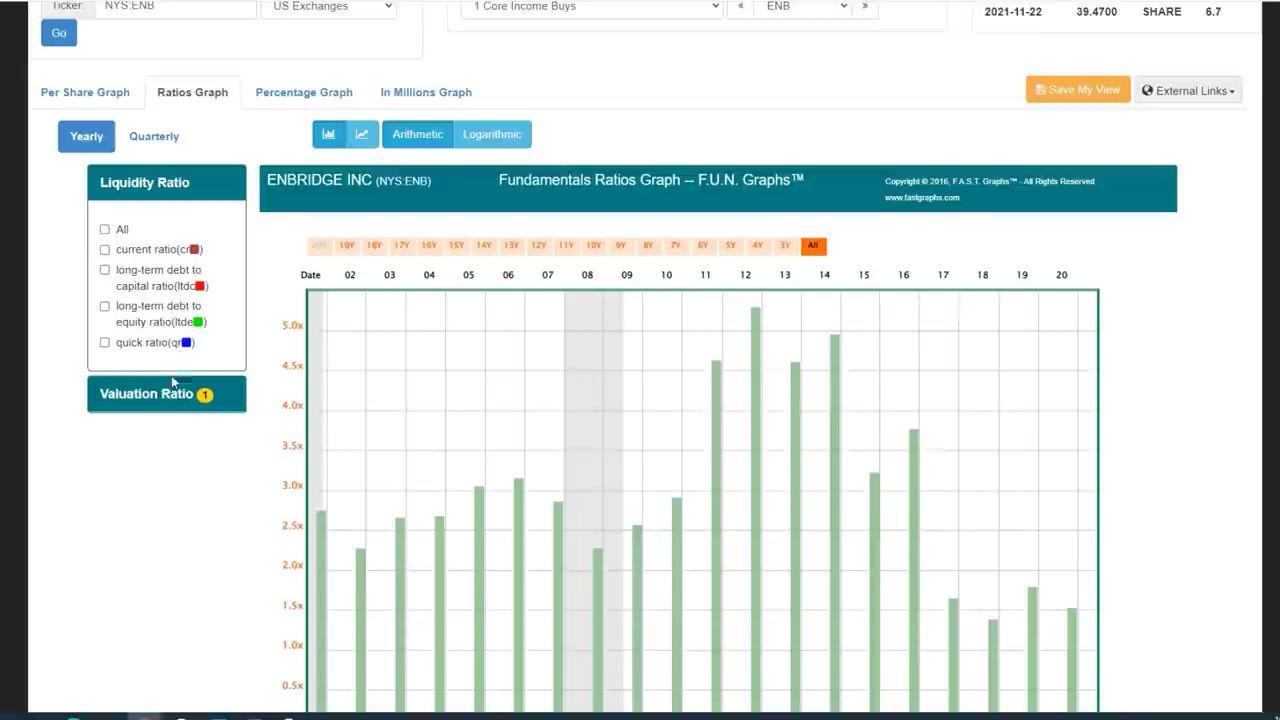 Ticker: NYS:ENB US Exchanges 1 Core Income Buys « ENB »
2021-11-22 39.4700 SHARE 6.7
Go
Per Share Graph Ratios Graph Percentage Graph In Millions Graph
Save My View External Links
Yearly Quarterly Arithmetic Logarithmic
Liquidity Ratio
All
current ratio(cr )
long-term debt to
capital ratio(ltdc )
long-term debt to
equity ratio(ltde )
quick ratio(qr )
Valuation Ratio 1
ENBRIDGE INC (NYS:ENB) Fundamentals Ratios Graph -- F.U.N. Graphs™
Copyright © 2016, F.A.S.T. Graphs™ - All Rights Reserved
www.fastgraphs.com
20Y 19Y 18Y 17Y 16Y 15Y 14Y 13Y 12Y 11Y 10Y 9Y 8Y 7Y 6Y 5Y 4Y 3Y All
Date 02 03 04 05 06 07 08 09 10 11 12 13 14 15 16 17 18 19 20
5.0x
4.5x
4.0x
3.5x
3.0x
2.5x
2.0x
1.5x
1.0x
0.5x